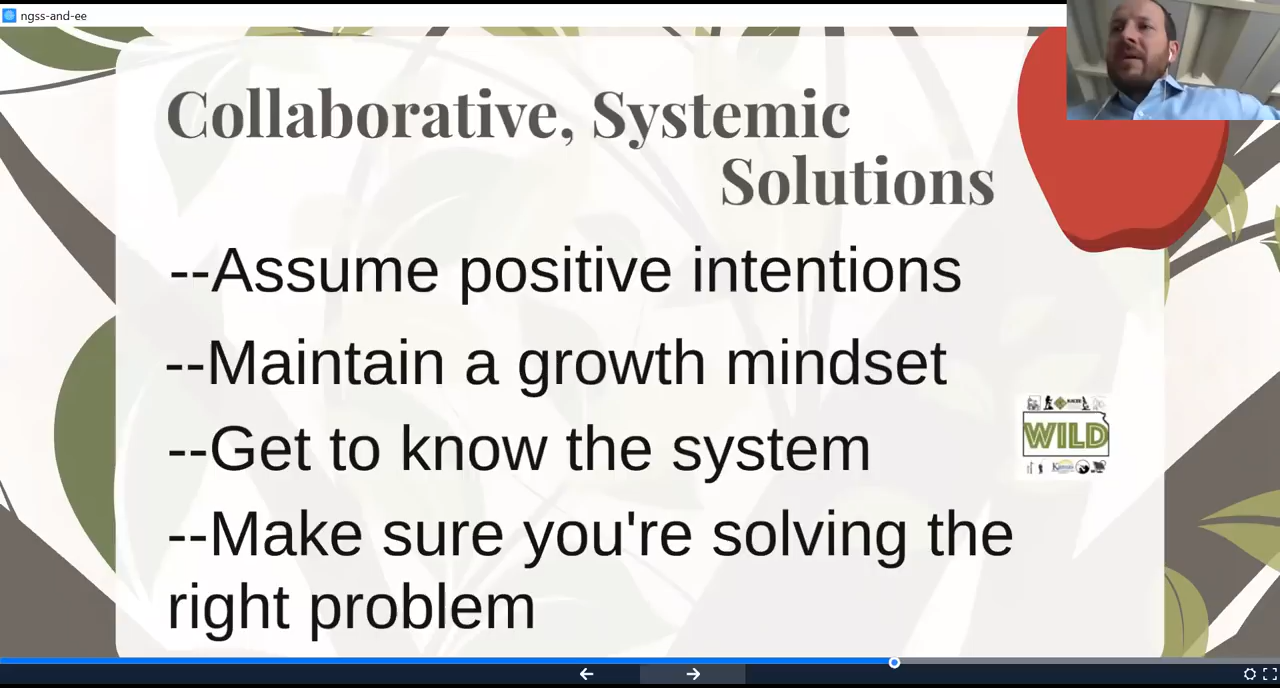 ngss-and-ee
Collaborative, Systemic
Solutions
--Assume positive intentions
--Maintain a growth mindset
--Get to know the system
WILD
--Make sure you're solving the
right problem